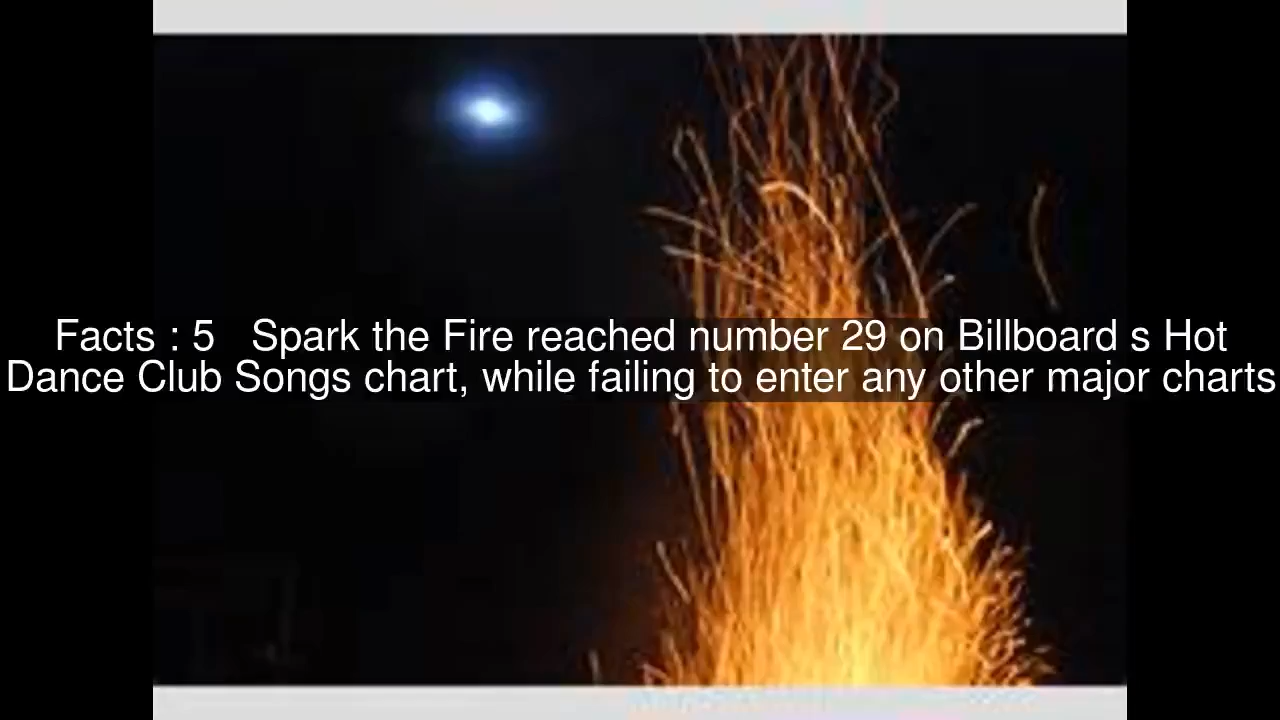 Facts : 5   Spark the Fire reached number 29 on Billboard s Hot
Dance Club Songs chart, while failing to enter any other major charts